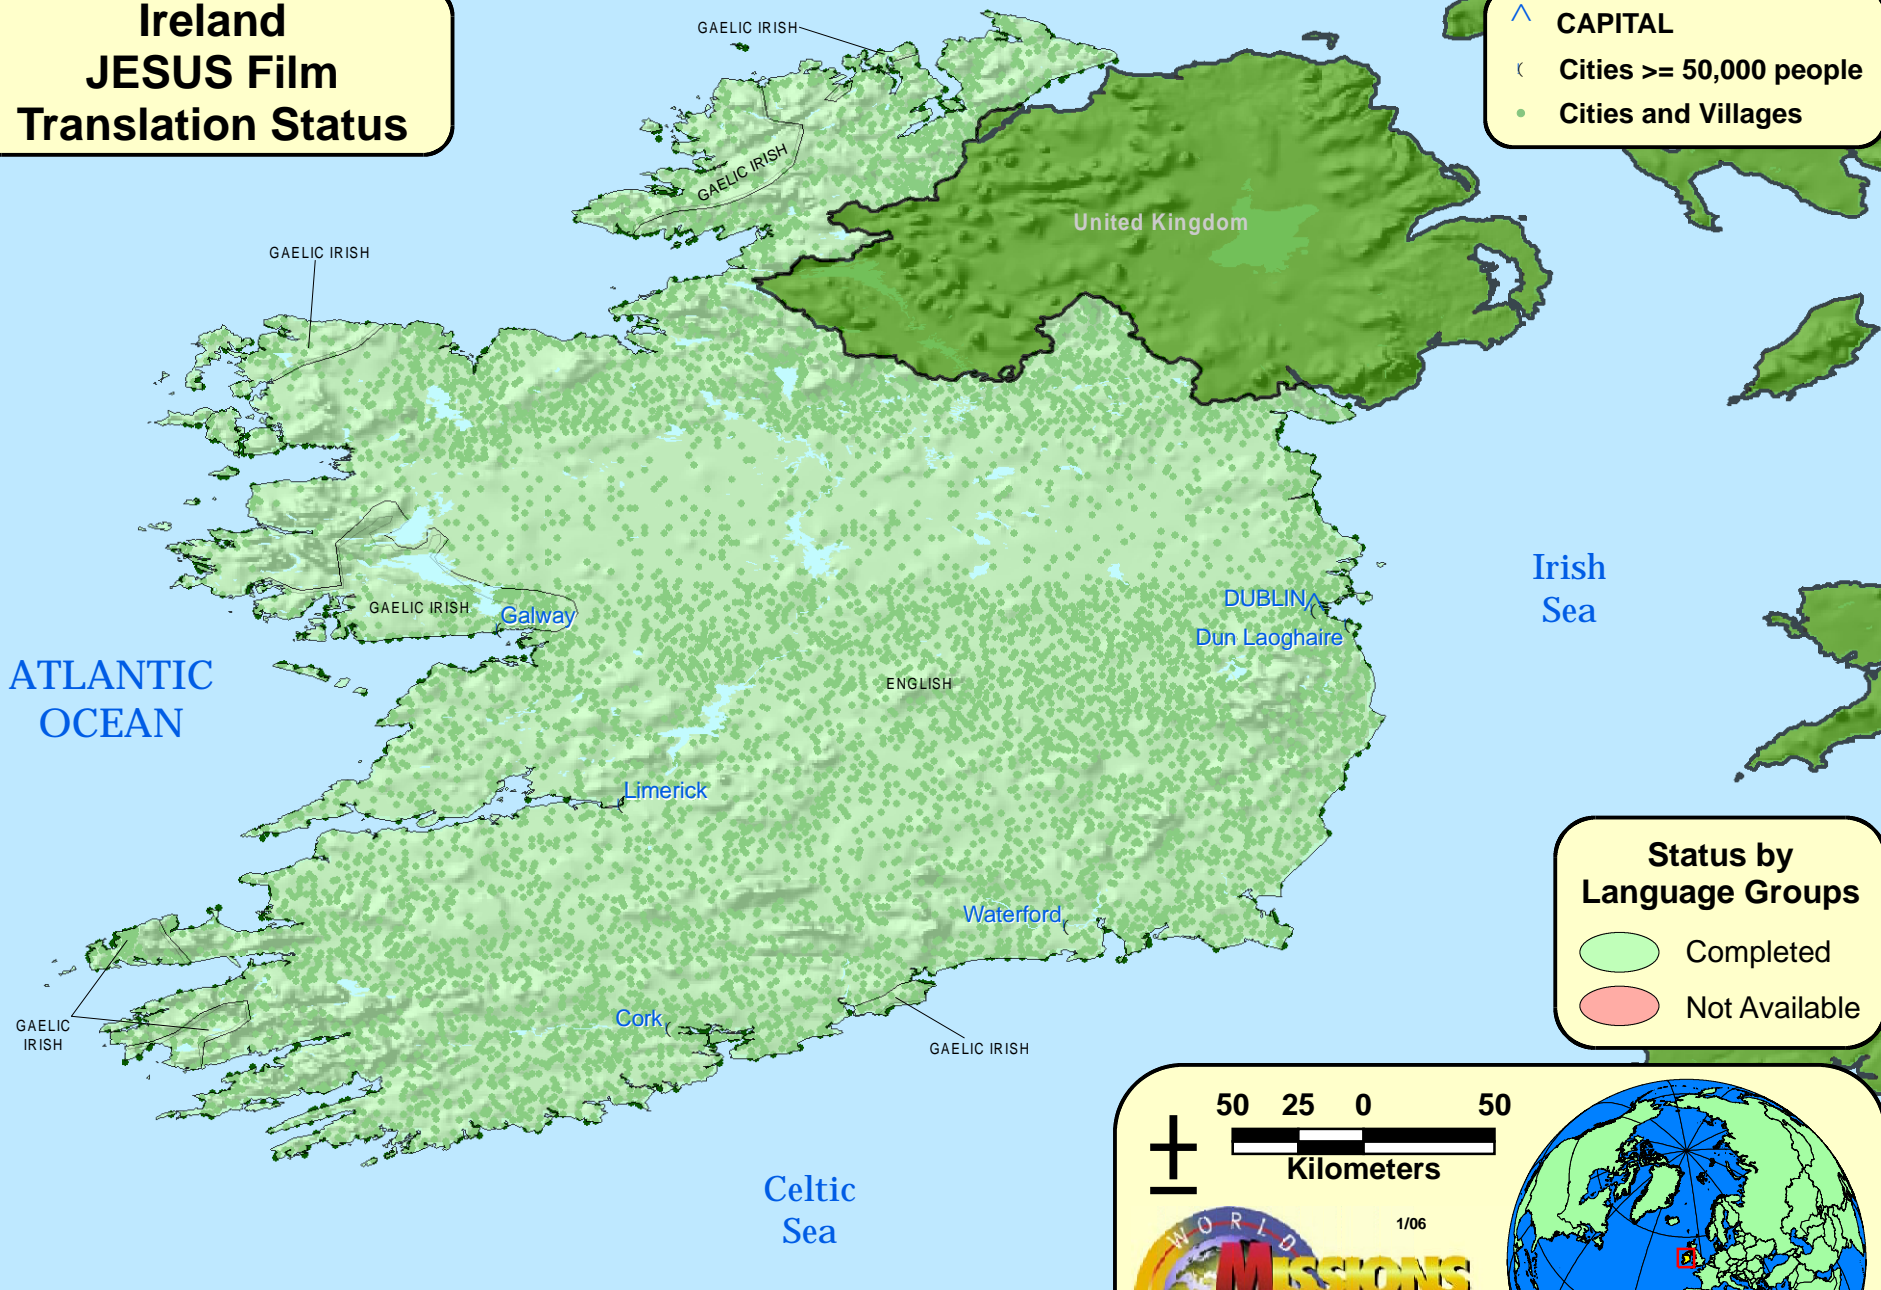 Ireland
JESUS Film
Translation Status
CAPITAL
Cities >= 50,000 people
Cities and Villages
GAELIC IRISH
GAELIC IRISH
United Kingdom
GAELIC IRISH
Irish
Sea
DUBLIN
Dun Laoghaire
GAELIC IRISH
Galway
ATLANTIC
OCEAN
ENGLISH
Limerick
Waterford
Cork
GAELIC
IRISH
GAELIC IRISH
Celtic
Sea
Status by
Language Groups
Completed
Not Available
50 25 0 50
Kilometers
1/06
WORLD
MISSIONS